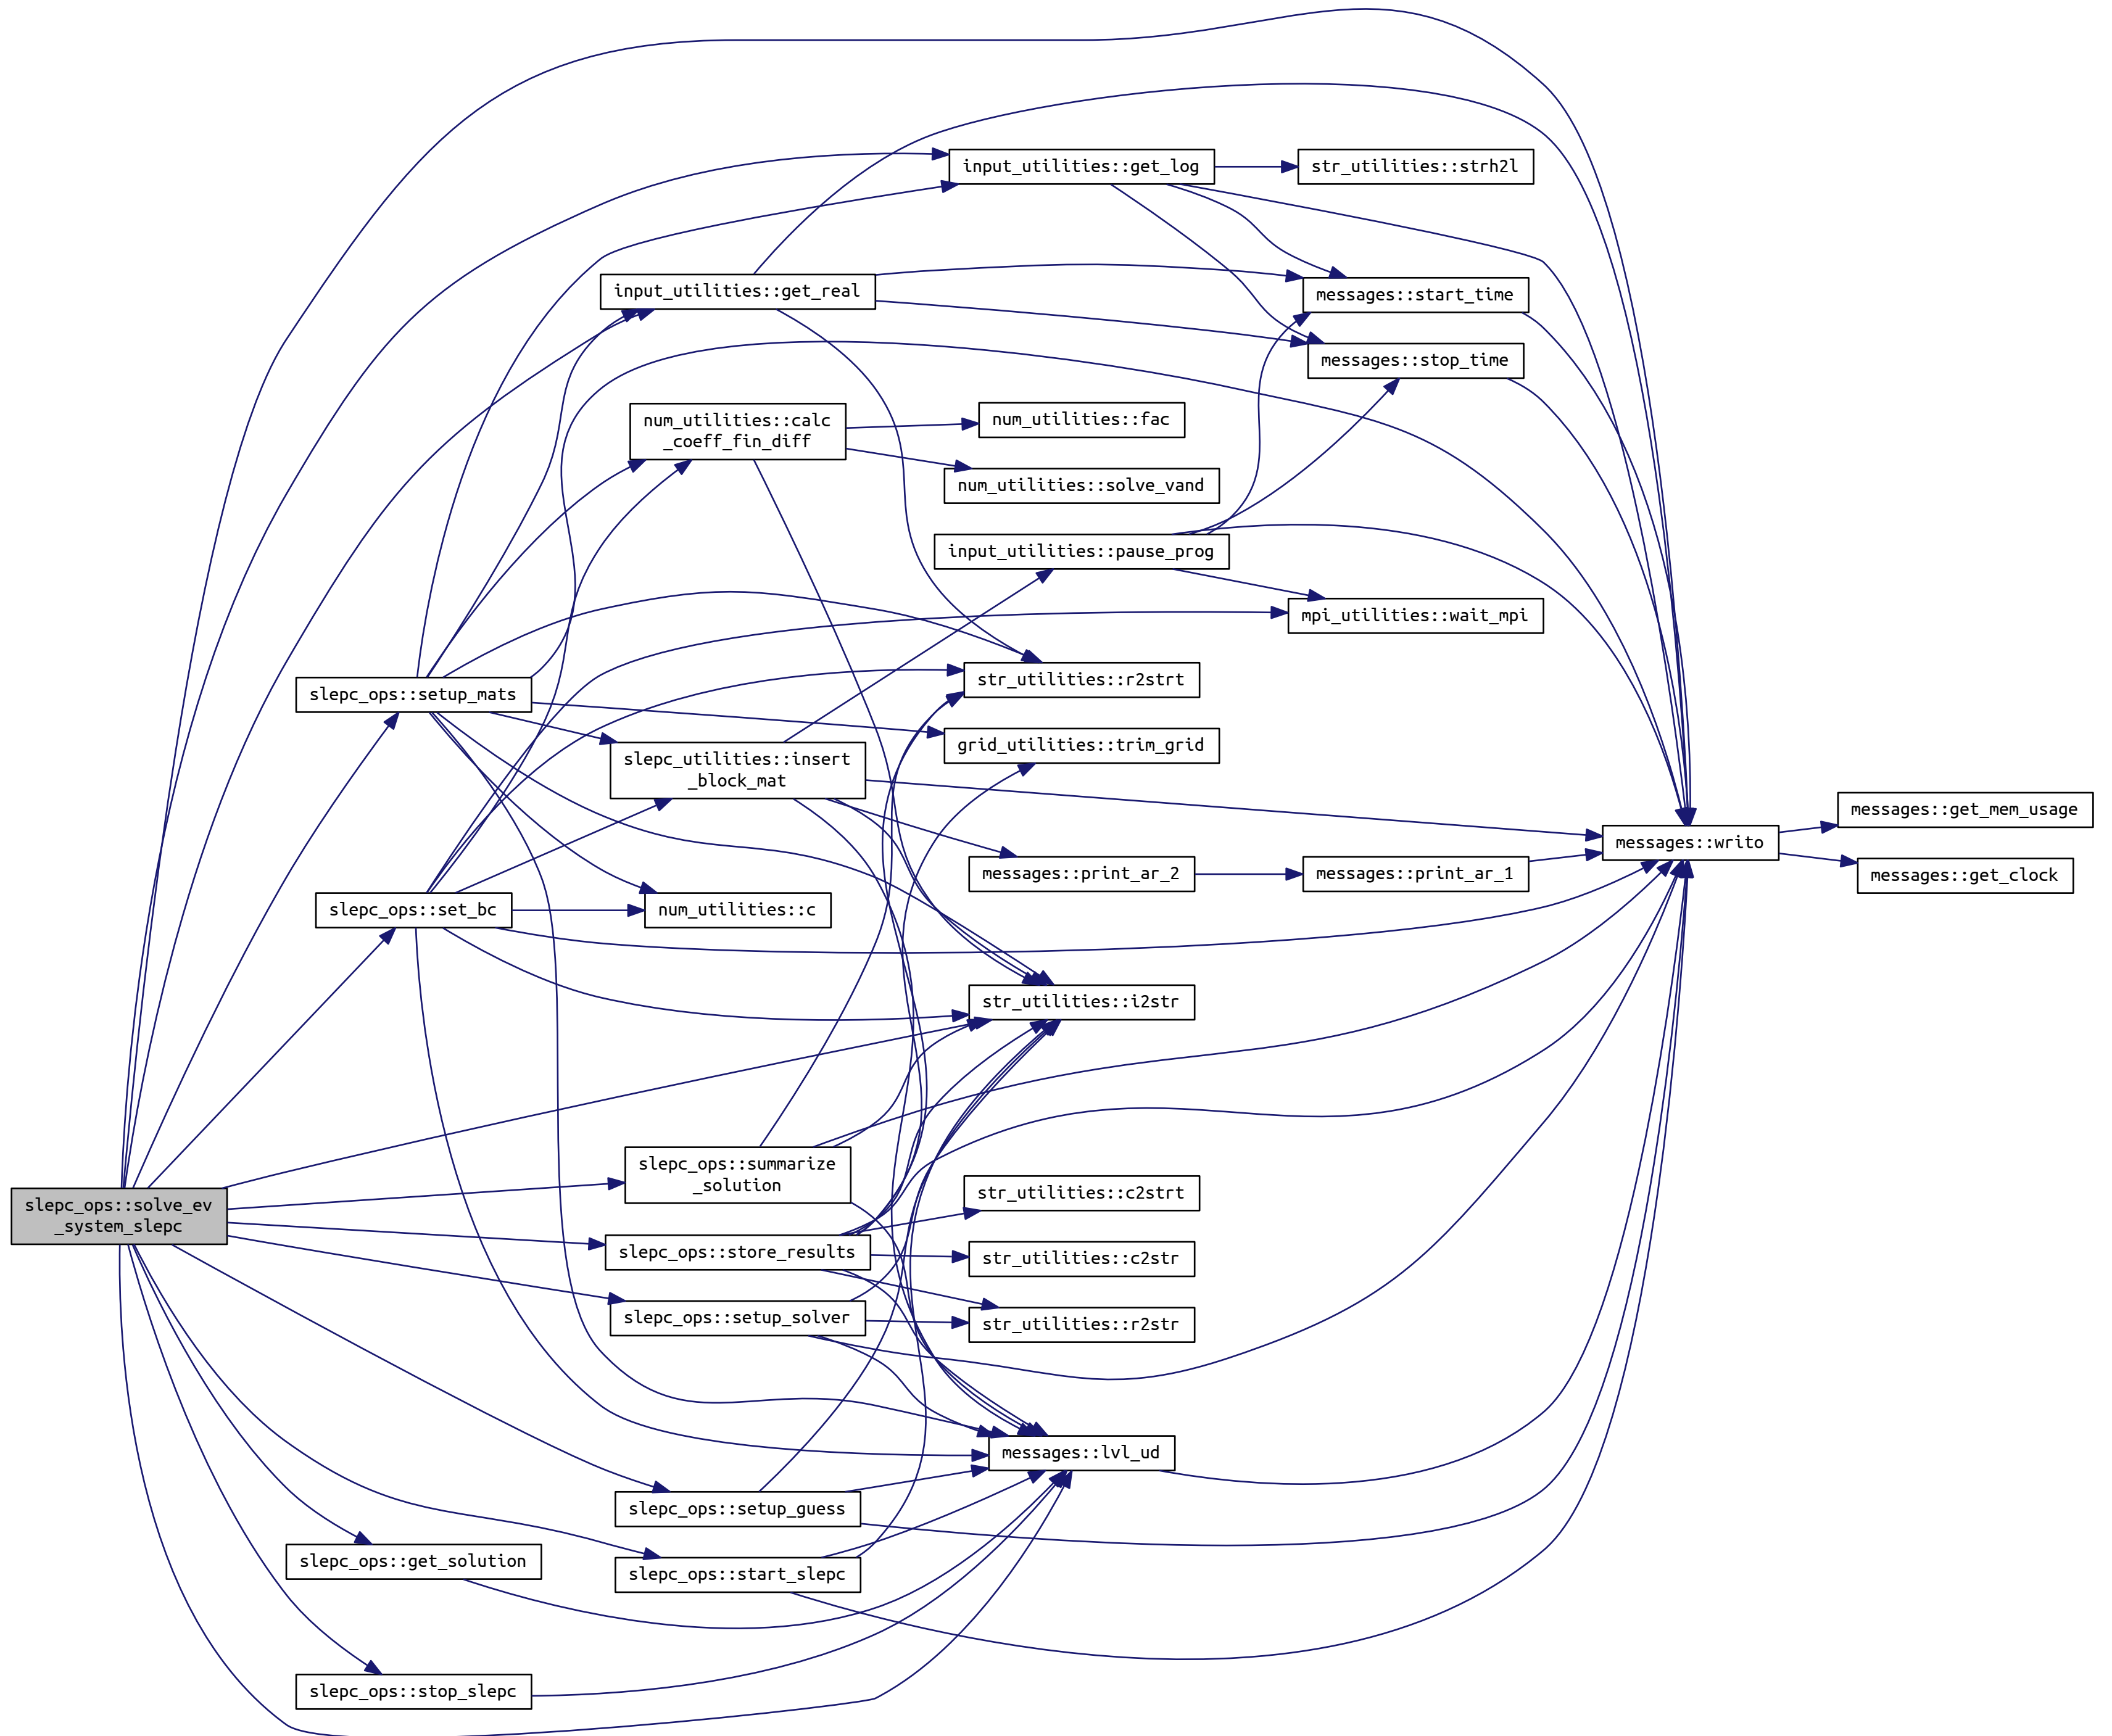 input_utilities::get_log
str_utilities::strh2l
input_utilities::get_real
messages::start_time
messages::stop_time
num_utilities::calc
_coeff_fin_diff
num_utilities::fac
num_utilities::solve_vand
input_utilities::pause_prog
mpi_utilities::wait_mpi
slepc_ops::setup_mats
str_utilities::r2strt
grid_utilities::trim_grid
slepc_utilities::insert
_block_mat
messages::get_mem_usage
messages::writo
messages::print_ar_2
messages::print_ar_1
messages::get_clock
slepc_ops::set_bc
num_utilities::c
str_utilities::i2str
slepc_ops::summarize
_solution
str_utilities::c2strt
slepc_ops::solve_ev
_system_slepc
slepc_ops::store_results
str_utilities::c2str
slepc_ops::setup_solver
str_utilities::r2str
messages::lvl_ud
slepc_ops::setup_guess
slepc_ops::get_solution
slepc_ops::start_slepc
slepc_ops::stop_slepc